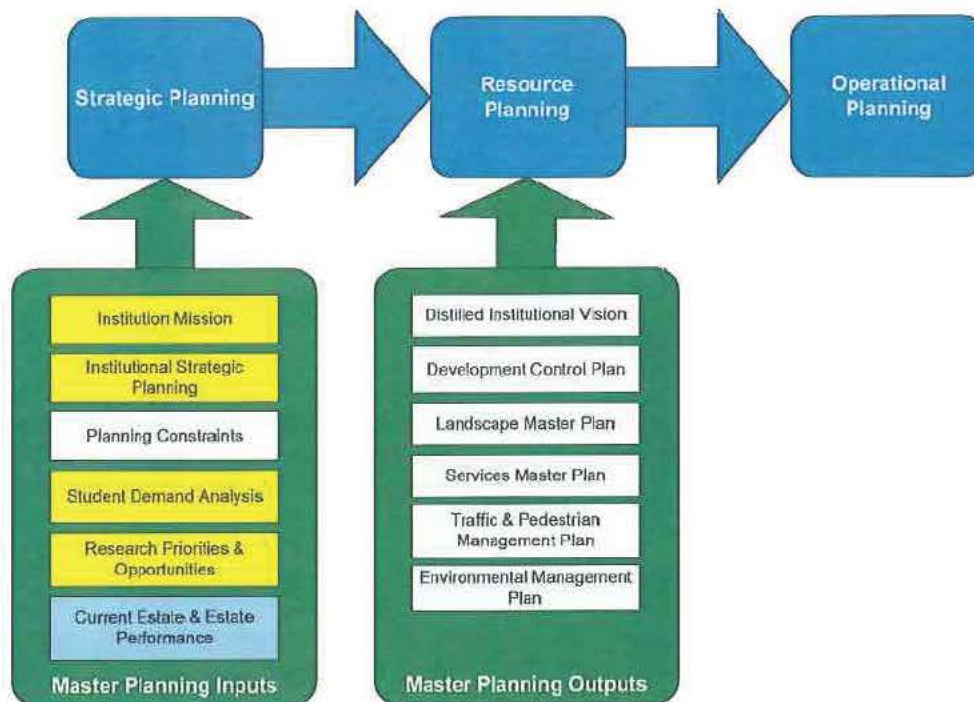 Strategic Planning
Resource
Planning
Operational
Planning
Institution Mission
Institutional Strategic
Planning
Planning Constraints
Student Demand Analysis
Research Priorities &
Opportunities
Current Estate & Estate
Performance
Master Planning Inputs
Distilled Institutional Vision
Development Control Plan
Landscape Master Plan
Services Master Plan
Traffic & Pedestrian
Management Plan
Environmental Management
Plan
Master Planning Outputs